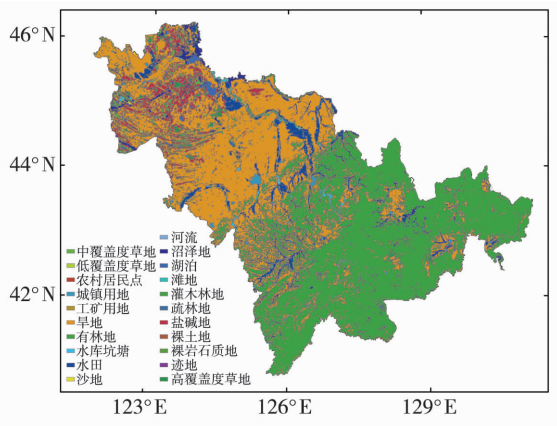 46°N
44°N
42°N
河流
中覆盖度草地 沼泽地
低覆盖度草地 湖泊
农村居民点 滩地
城镇用地 灌木林地
工矿用地 疏林地
旱地 盐碱地
有林地 裸土地
水库坑塘 裸岩石质地
水田 迹地
沙地 高覆盖度草地
123°E 126°E 129°E